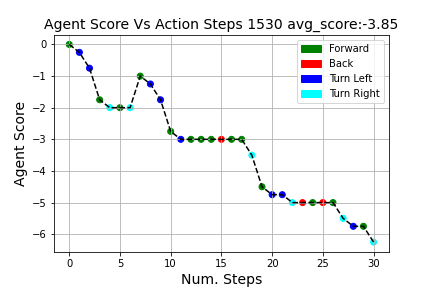 Agent Score Vs Action Steps 1530 avg_score:-3.85
Forward
Back
Turn Left
Turn Right
Agent Score
0
−1
−2
−3
−4
−5
−6
0 5 10 15 20 25 30
Num. Steps